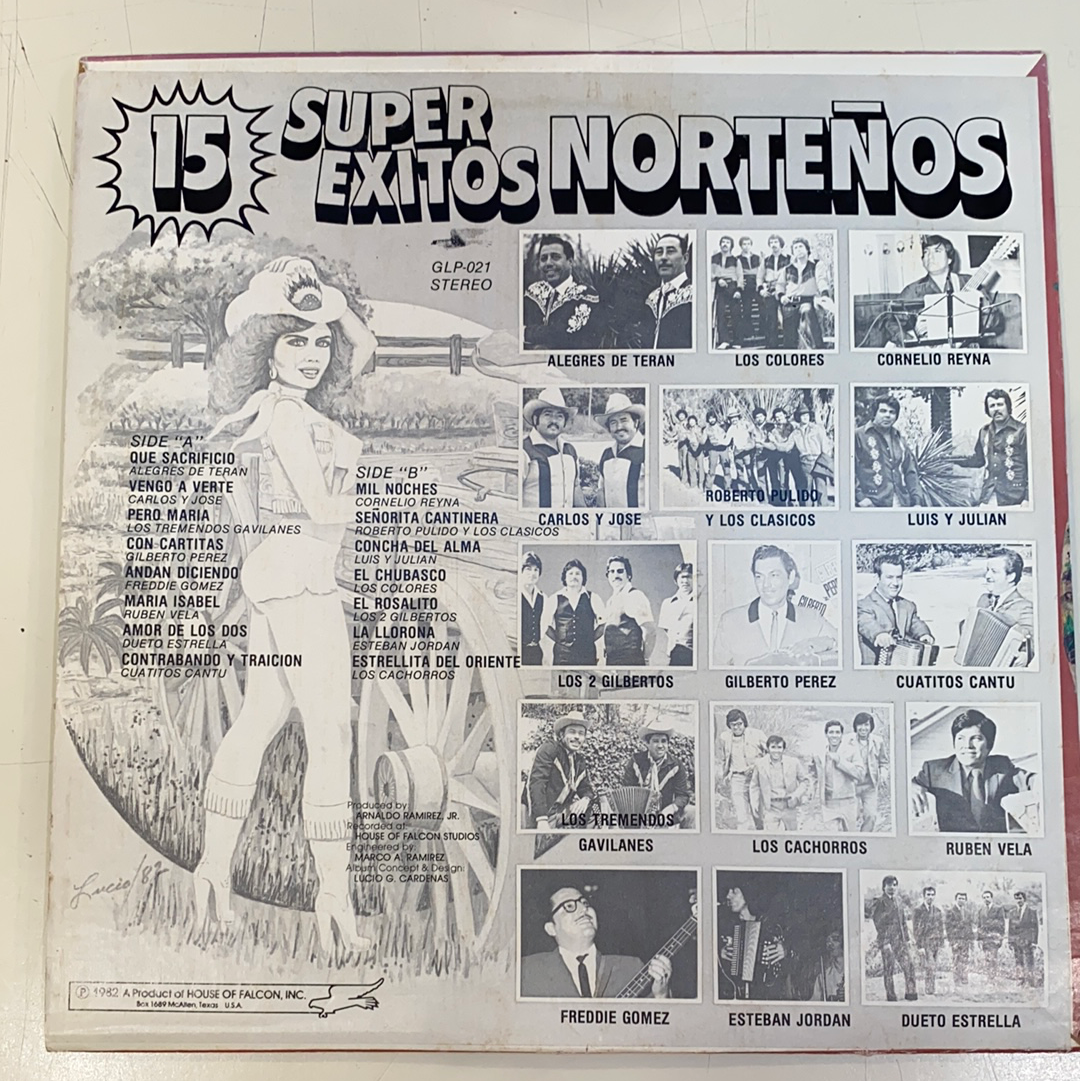 15
SUPER
EXITOS
NORTEÑOS
GLP-021
STEREO
SIDE "A"
QUE SACRIFICIO
ALEGRES DE TERAN
VENGO A VERTE
CARLOS Y JOSE
PERO MARIA
LOS TREMENDOS GAVILANES
CON CARTITAS
GILBERTO PEREZ
ANDAN DICIENDO
FREDDIE GOMEZ
MARIA ISABEL
RUBEN VELA
AMOR DE LOS DOS
DUETO ESTRELLA
CONTRABANDO Y TRAICION
CUATITOS CANTU
SIDE "B"
MIL NOCHES
CORNELIO REYNA
SEÑORITA CANTINERA
ROBERTO PULIDO Y LOS CLASICOS
CONCHA DEL ALMA
LUIS Y JULIAN
EL CHUBASCO
LOS COLORES
EL ROSALITO
LOS 2 GILBERTOS
LA LLORONA
ESTEBAN JORDAN
ESTRELLITA DEL ORIENTE
LOS CACHORROS
ALEGRES DE TERAN
LOS COLORES
CORNELIO REYNA
CARLOS Y JOSE
ROBERTO PULIDO
Y LOS CLASICOS
LUIS Y JULIAN
LOS 2 GILBERTOS
GILBERTO PEREZ
CUATITOS CANTU
LOS TREMENDOS
GAVILANES
LOS CACHORROS
RUBEN VELA
FREDDIE GOMEZ
ESTEBAN JORDAN
DUETO ESTRELLA
Produced by:
ARNALDO RAMIREZ, JR.
Recorded at:
HOUSE OF FALCON STUDIOS
Engineered by:
MARCO A. RAMIREZ
Album Concept & Design:
LUCIO G. CARDENAS
Lucio/82
℗ 1982 A Product of HOUSE OF FALCON, INC.
Box 1689 McAllen, Texas U.S.A.